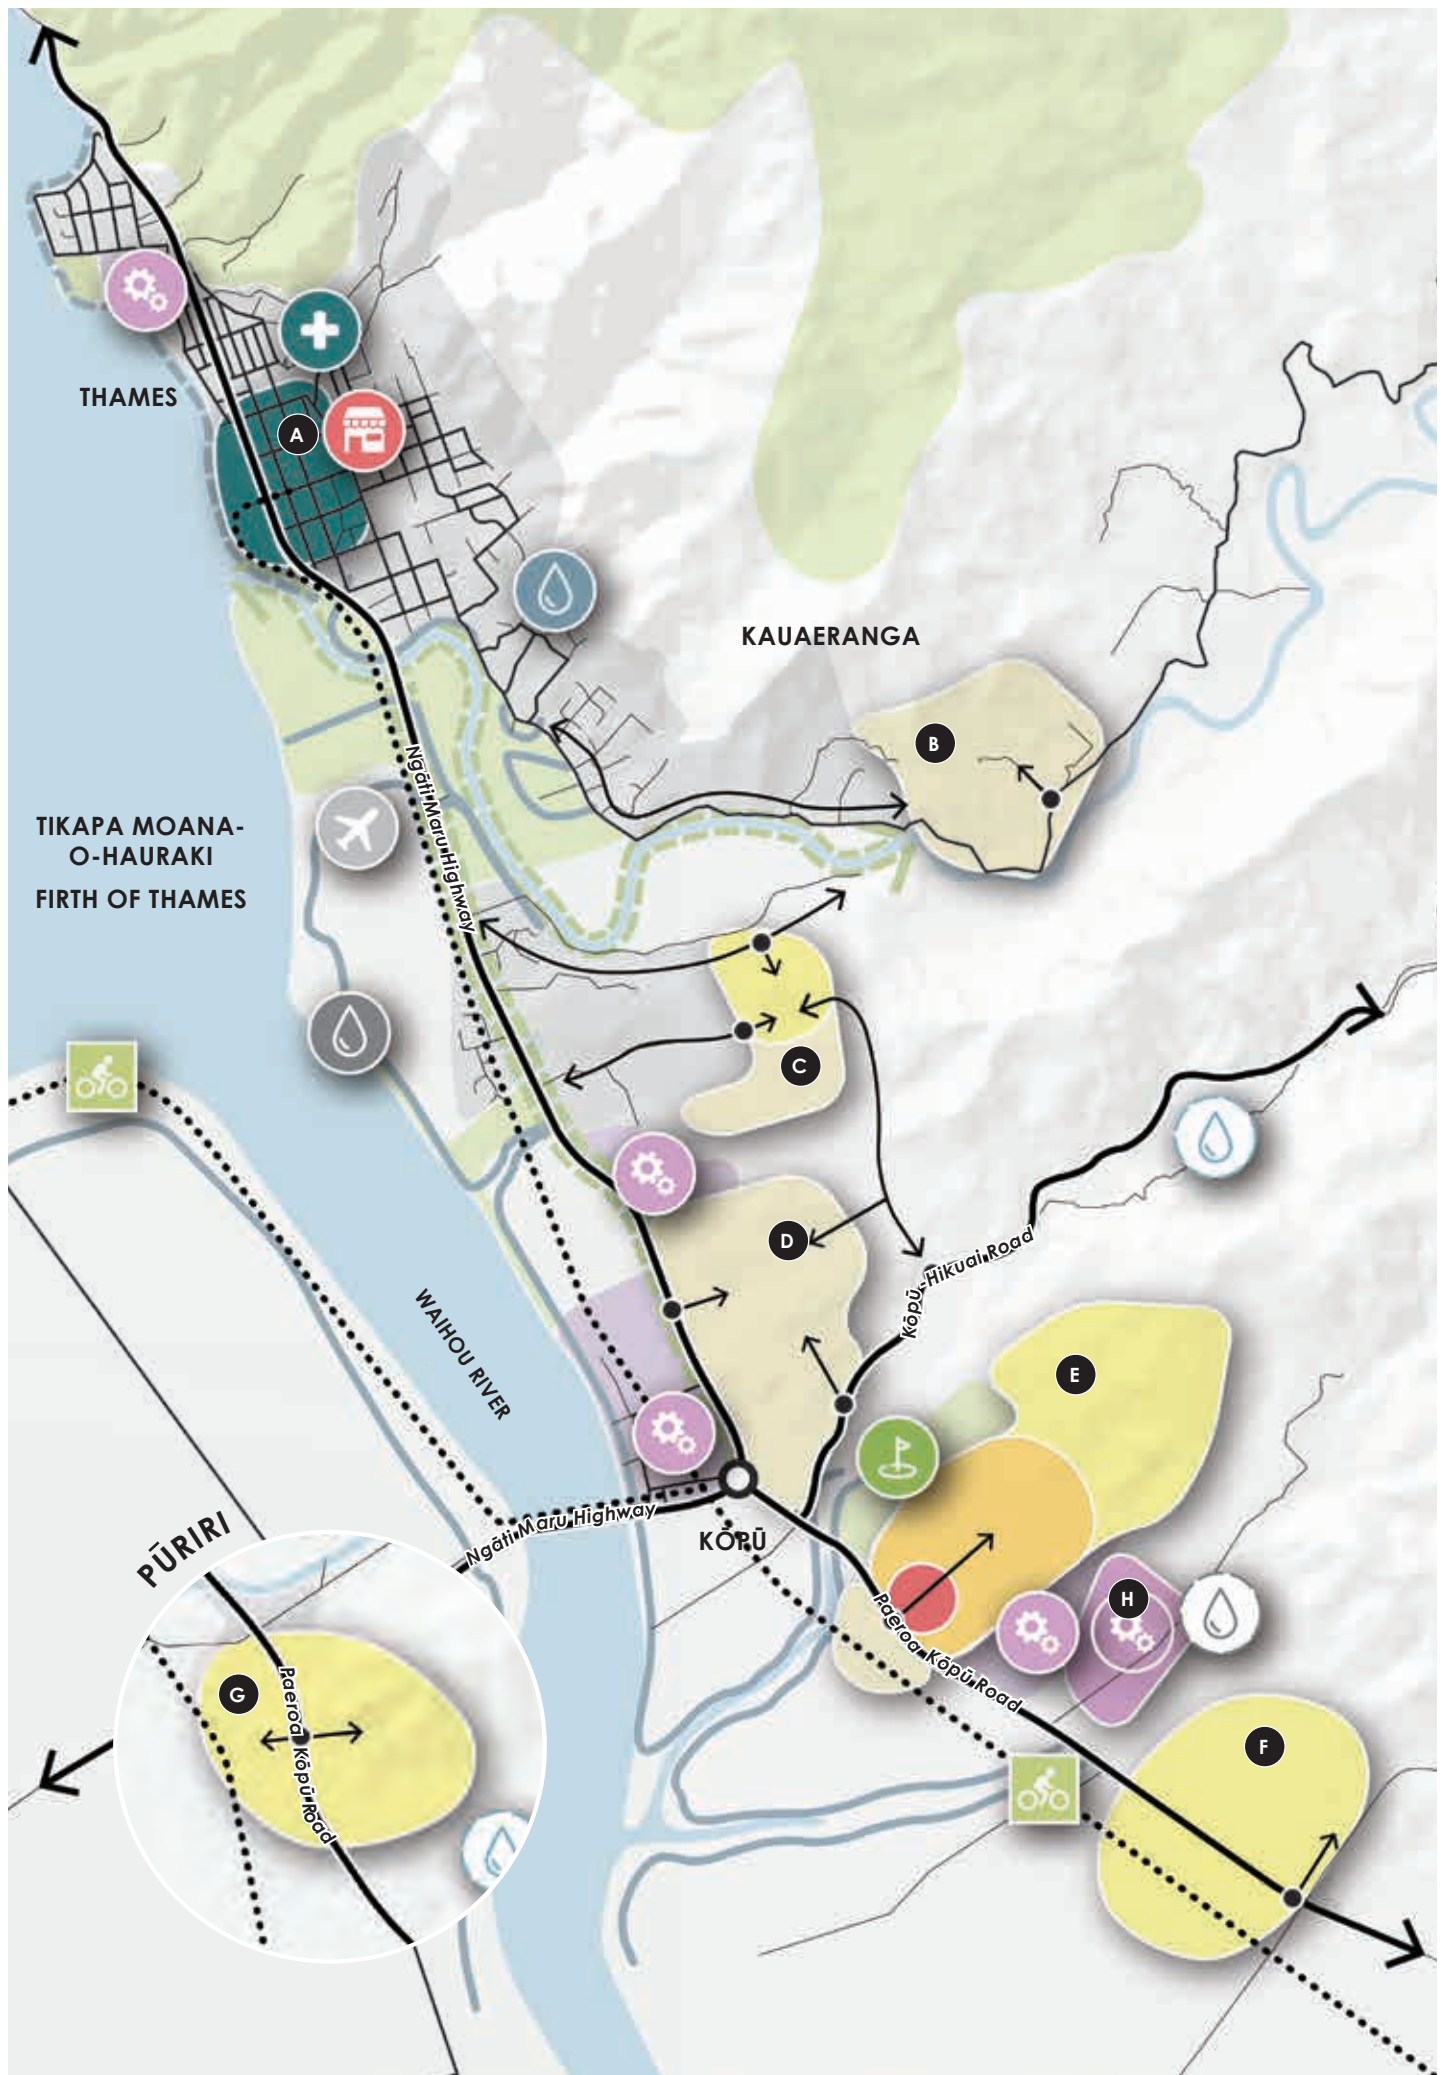 THAMES
A
KAUAERANGA
B
Ngāti Maru Highway
TIKAPA MOANA-
O-HAURAKI
FIRTH OF THAMES
C
D
Kōpū-Hikuai Road
WAIHOU RIVER
E
Ngāti Maru Highway
KŌPŪ
PŪRIRI
H
Paeroa Kōpū Road
G
Paeroa Kōpū Road
F